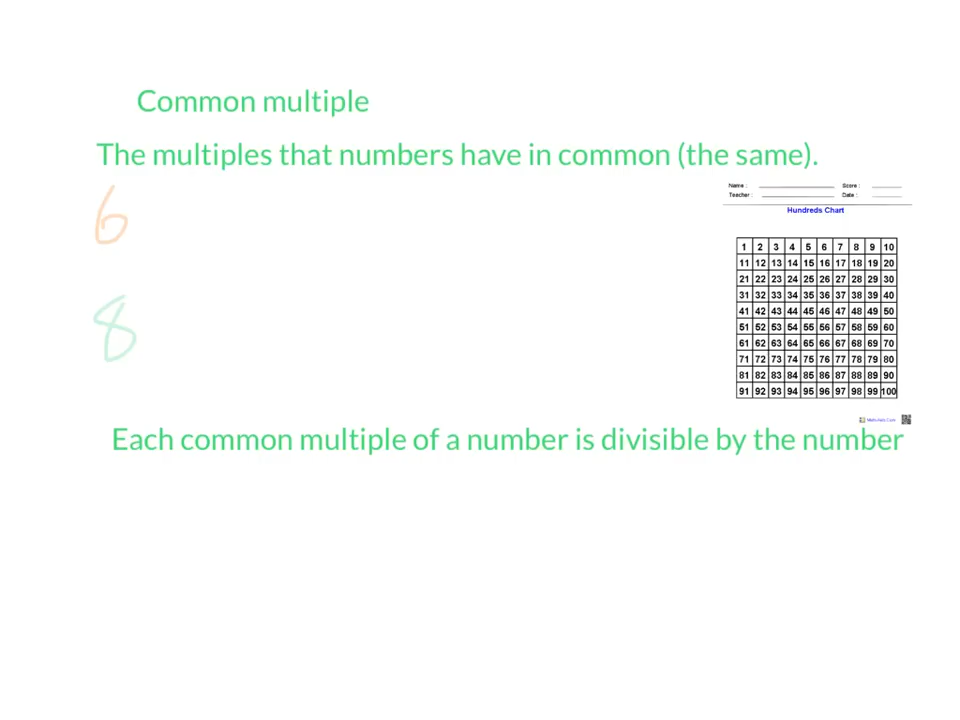 Common multiple
The multiples that numbers have in common (the same).
6
Name :
Score :
Teacher :
Date :
Hundreds Chart
1 2 3 4 5 6 7 8 9 10
11 12 13 14 15 16 17 18 19 20
21 22 23 24 25 26 27 28 29 30
31 32 33 34 35 36 37 38 39 40
41 42 43 44 45 46 47 48 49 50
51 52 53 54 55 56 57 58 59 60
61 62 63 64 65 66 67 68 69 70
71 72 73 74 75 76 77 78 79 80
81 82 83 84 85 86 87 88 89 90
91 92 93 94 95 96 97 98 99 100
8
Each common multiple of a number is divisible by the number